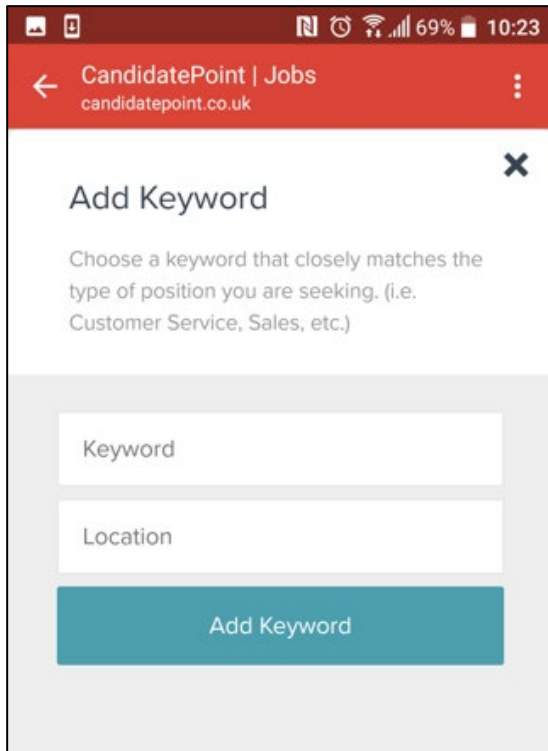 69% 10:23
CandidatePoint | Jobs
candidatepoint.co.uk
Add Keyword
Choose a keyword that closely matches the
type of position you are seeking. (i.e.
Customer Service, Sales, etc.)
Keyword
Location
Add Keyword